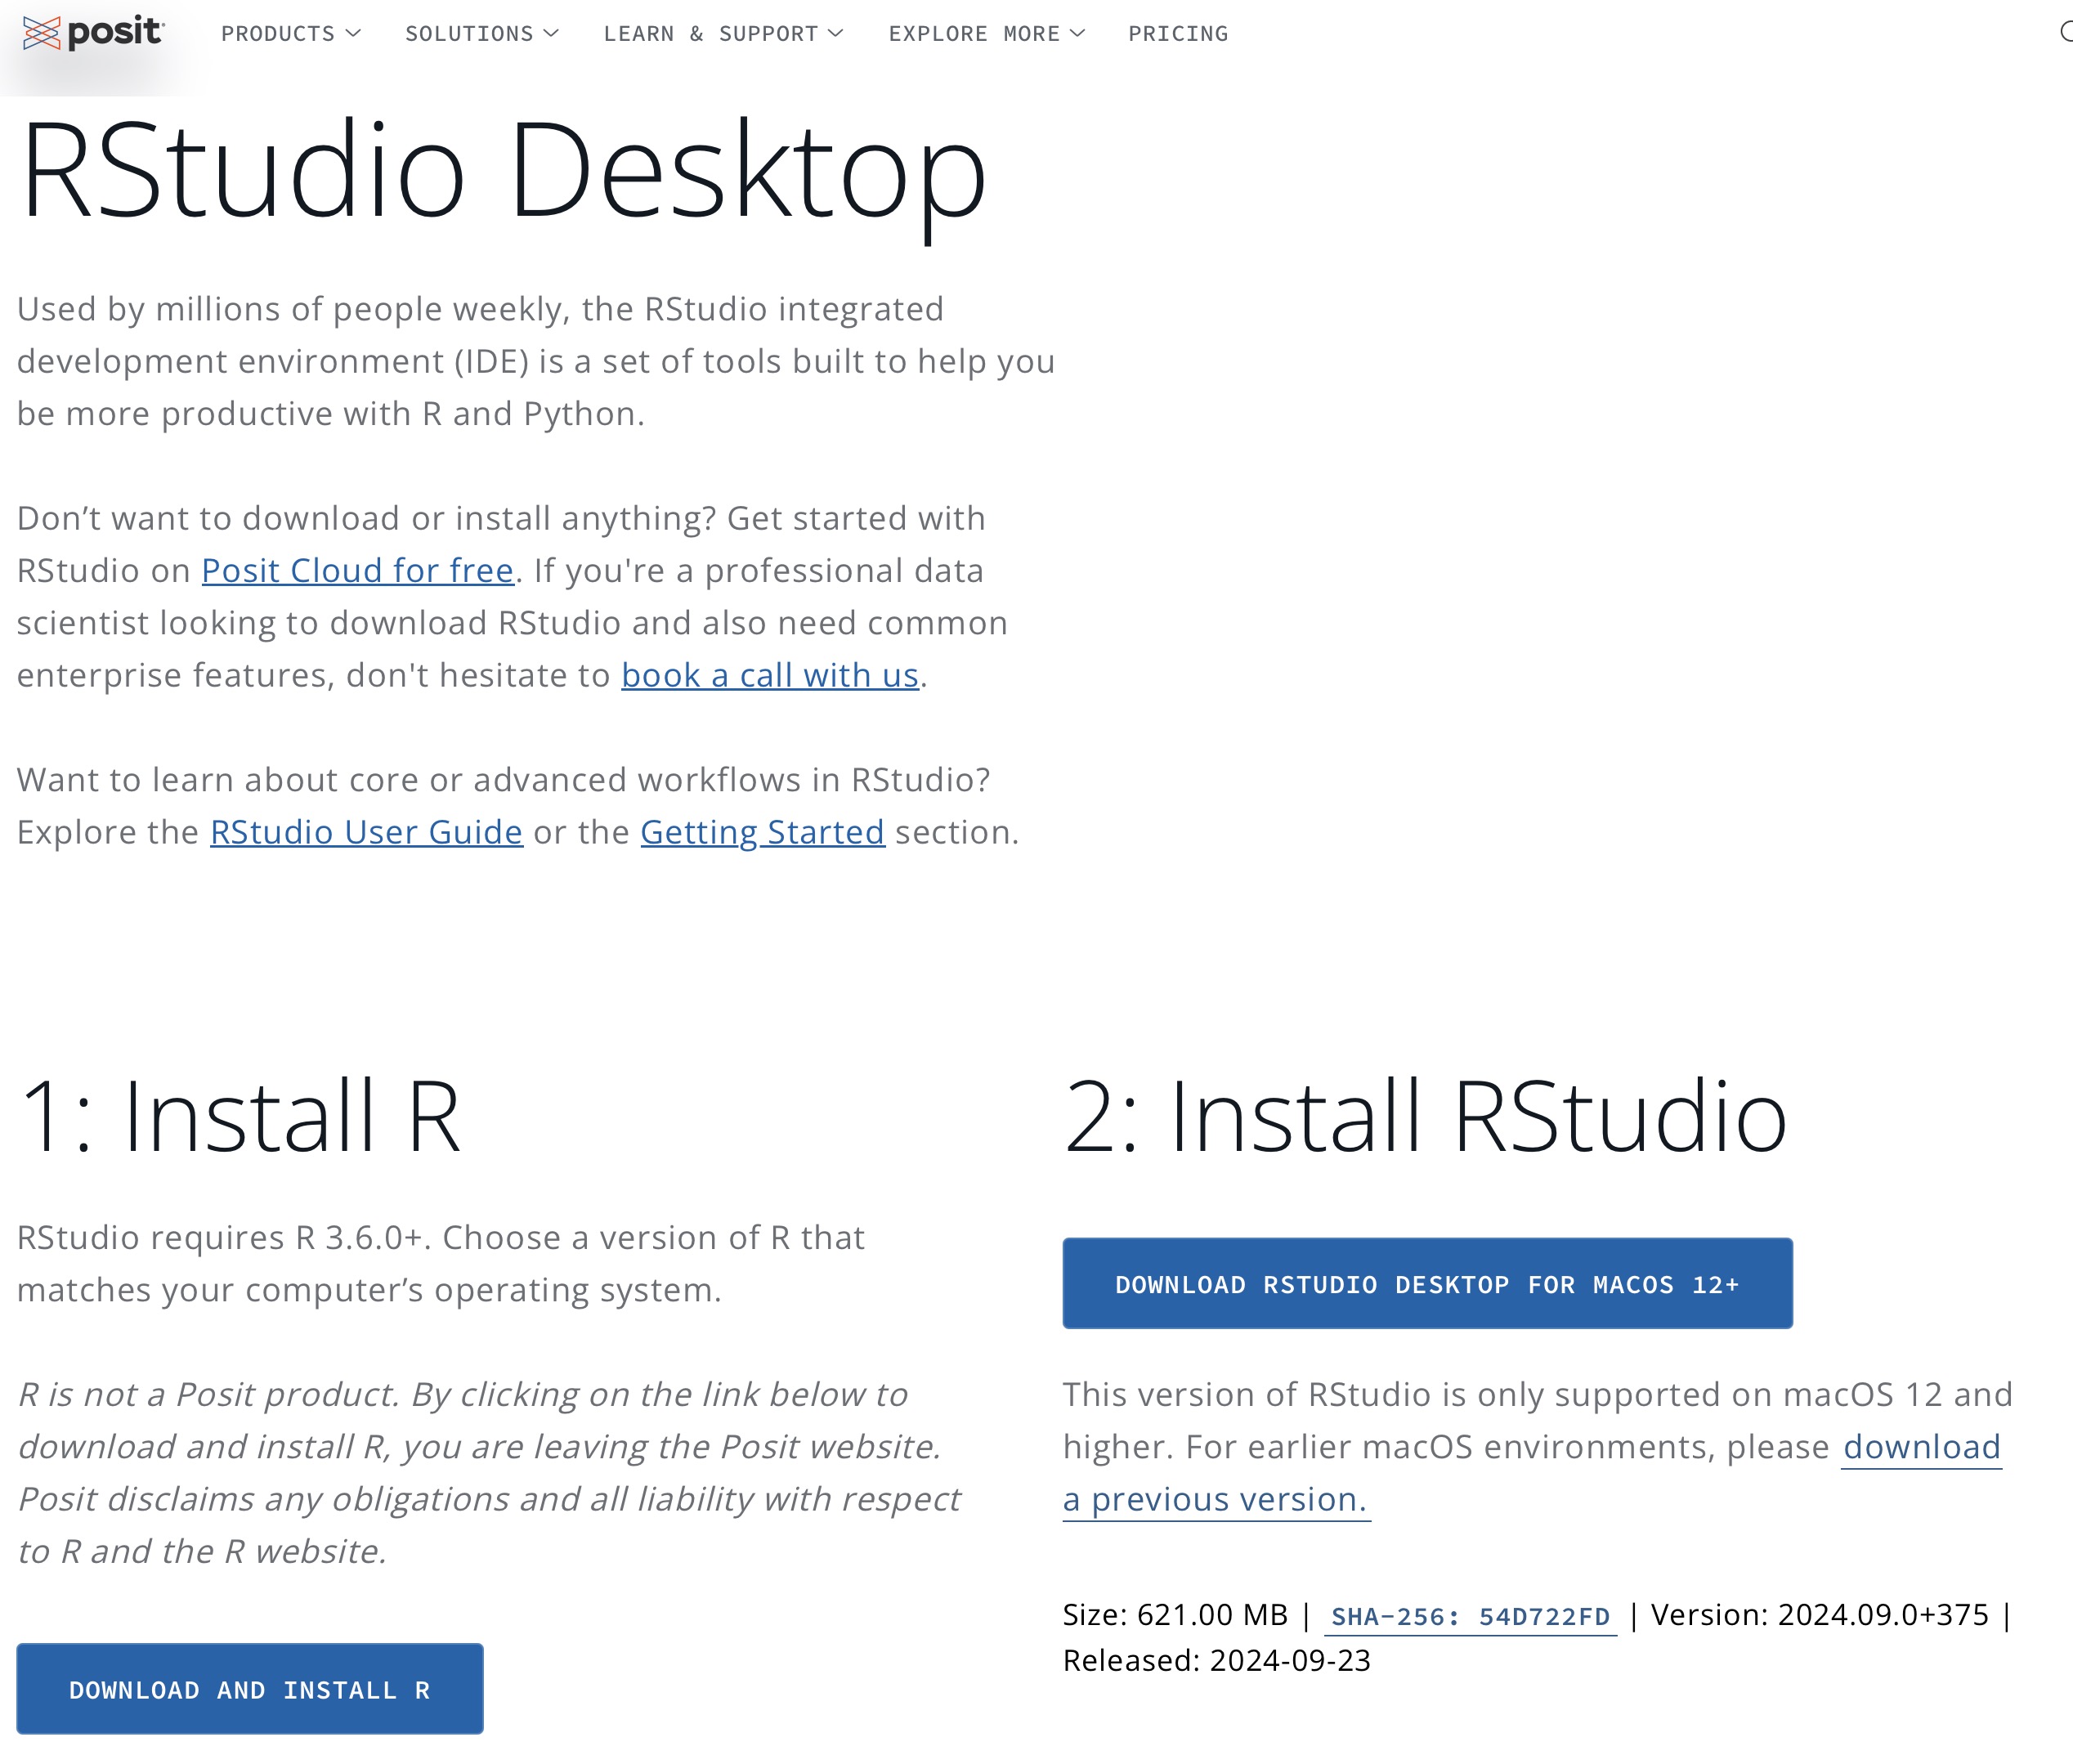 posit
PRODUCTS
SOLUTIONS
LEARN & SUPPORT
EXPLORE MORE
PRICING
RStudio Desktop
Used by millions of people weekly, the RStudio integrated
development environment (IDE) is a set of tools built to help you
be more productive with R and Python.
Don’t want to download or install anything? Get started with
RStudio on Posit Cloud for free. If you're a professional data
scientist looking to download RStudio and also need common
enterprise features, don't hesitate to book a call with us.
Want to learn about core or advanced workflows in RStudio?
Explore the RStudio User Guide or the Getting Started section.
1: Install R
RStudio requires R 3.6.0+. Choose a version of R that
matches your computer’s operating system.
R is not a Posit product. By clicking on the link below to
download and install R, you are leaving the Posit website.
Posit disclaims any obligations and all liability with respect
to R and the R website.
DOWNLOAD AND INSTALL R
2: Install RStudio
DOWNLOAD RSTUDIO DESKTOP FOR MACOS 12+
This version of RStudio is only supported on macOS 12 and
higher. For earlier macOS environments, please download
a previous version.
Size: 621.00 MB | SHA-256: 54D722FD | Version: 2024.09.0+375 |
Released: 2024-09-23